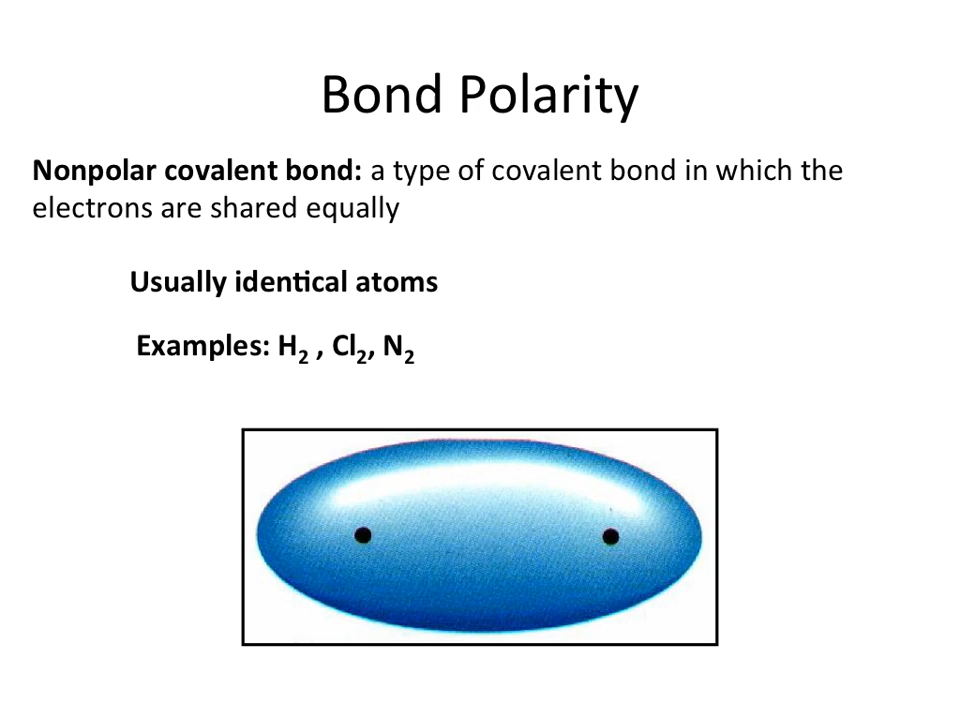 Bond Polarity
Nonpolar covalent bond: a type of covalent bond in which the
electrons are shared equally
Usually identical atoms
Examples: H₂ , Cl₂, N₂